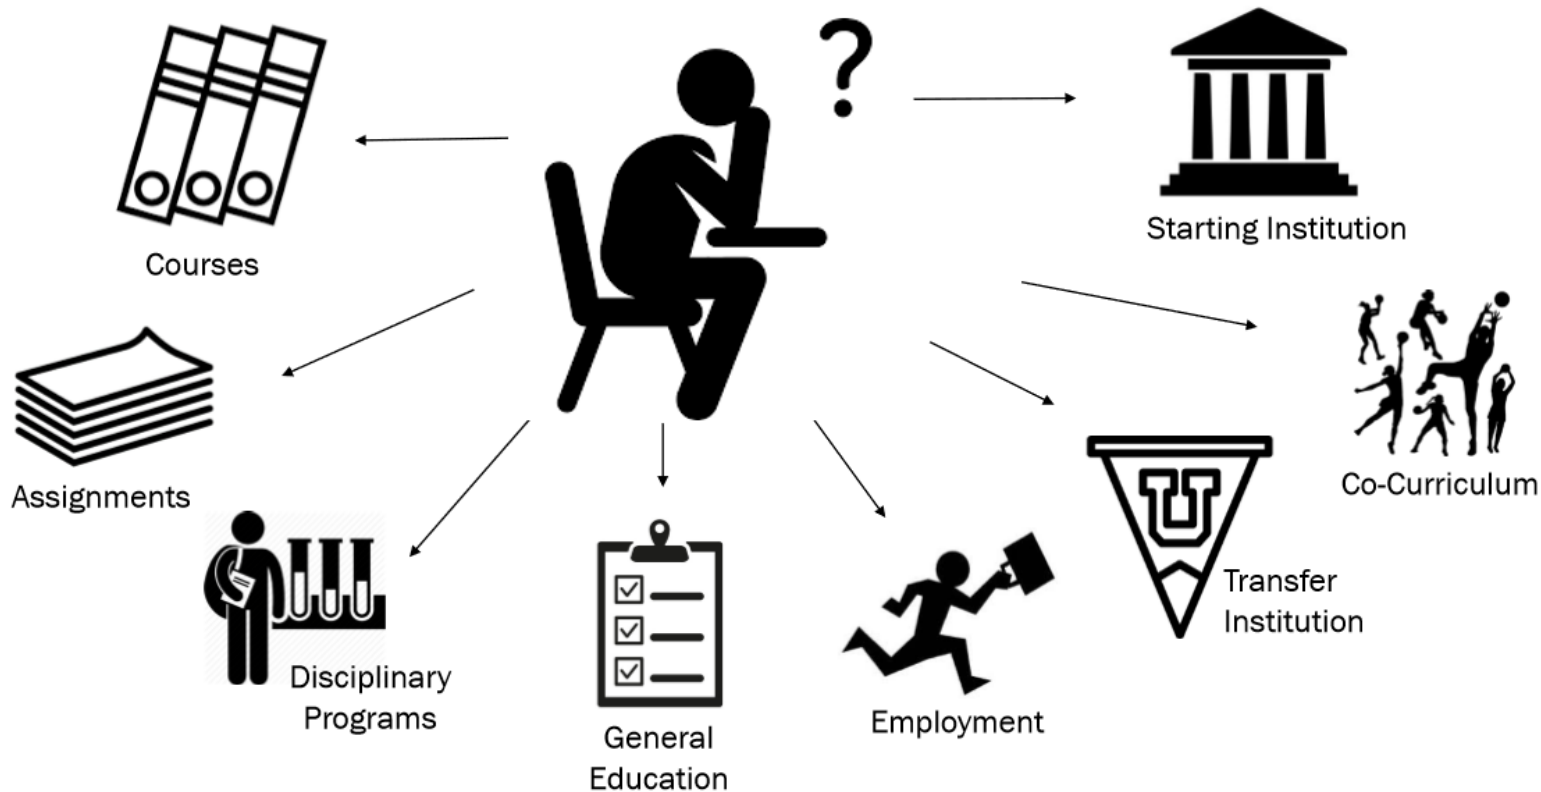 ?
Starting Institution
Courses
Co-Curriculum
Assignments
U
Transfer
Institution
Disciplinary
Programs
Employment
General
Education